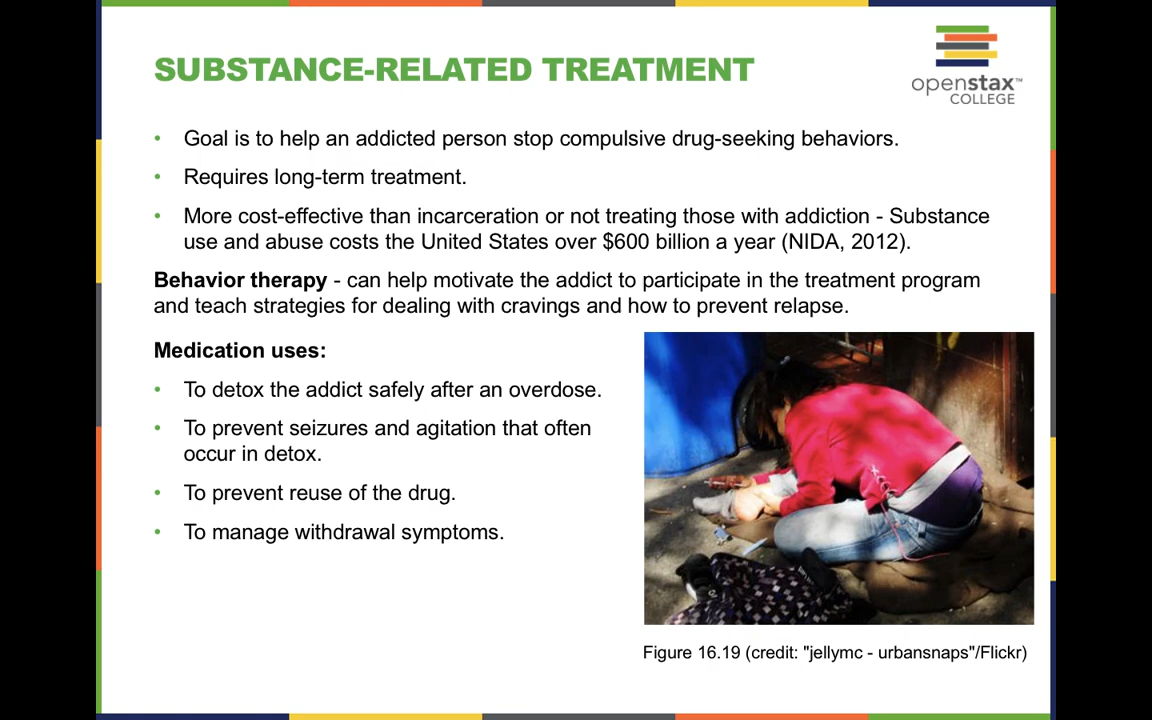 SUBSTANCE-RELATED TREATMENT
openstax™
COLLEGE
• Goal is to help an addicted person stop compulsive drug-seeking behaviors.
• Requires long-term treatment.
• More cost-effective than incarceration or not treating those with addiction - Substance
use and abuse costs the United States over $600 billion a year (NIDA, 2012).
Behavior therapy - can help motivate the addict to participate in the treatment program
and teach strategies for dealing with cravings and how to prevent relapse.
Medication uses:
• To detox the addict safely after an overdose.
• To prevent seizures and agitation that often
occur in detox.
• To prevent reuse of the drug.
• To manage withdrawal symptoms.
Figure 16.19 (credit: "jellymc - urbansnaps"/Flickr)